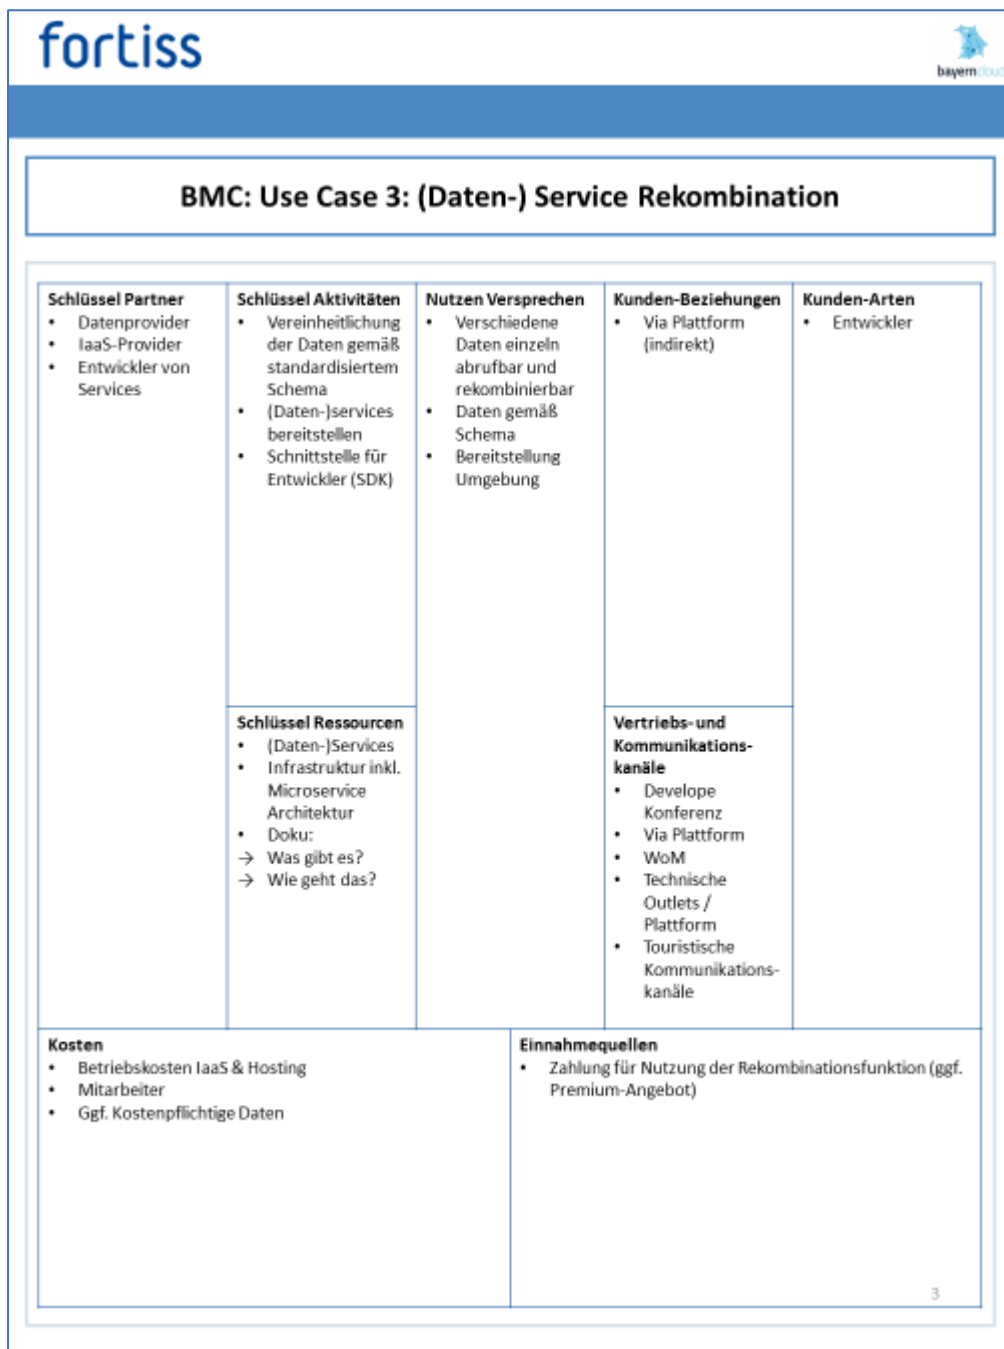 fortiss
bayerncloud
BMC: Use Case 3: (Daten-) Service Rekombination
Schlüssel Partner
• Datenprovider
• IaaS-Provider
• Entwickler von
Services
Schlüssel Aktivitäten
• Vereinheitlichung
der Daten gemäß
standardisiertem
Schema
• (Daten-)services
bereitstellen
• Schnittstelle für
Entwickler (SDK)
Schlüssel Ressourcen
• (Daten-)Services
• Infrastruktur inkl.
Microservice
Architektur
• Doku:
→ Was gibt es?
→ Wie geht das?
Nutzen Versprechen
• Verschiedene
Daten einzeln
abrufbar und
rekombinierbar
• Daten gemäß
Schema
• Bereitstellung
Umgebung
Kunden-Beziehungen
• Via Plattform
(indirekt)
Vertriebs-und
Kommunikations-
kanäle
• Develope
Konferenz
• Via Plattform
• WoM
• Technische
Outlets /
Plattform
• Touristische
Kommunikations-
kanäle
Kunden-Arten
• Entwickler
Kosten
• Betriebskosten IaaS & Hosting
• Mitarbeiter
• Ggf. Kostenpflichtige Daten
Einnahmequellen
• Zahlung für Nutzung der Rekombinationsfunktion (ggf.
Premium-Angebot)
3